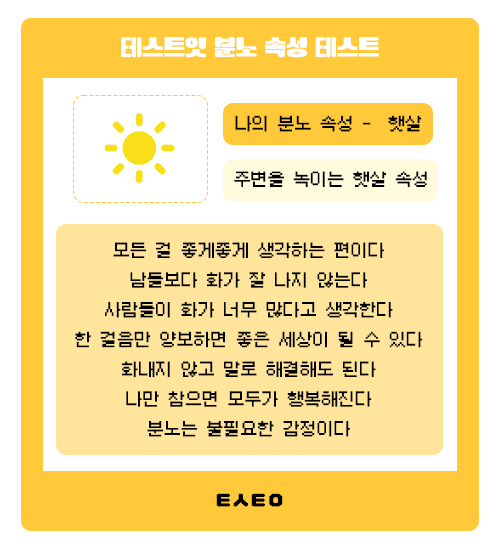 테스트잇 분노 속성 테스트
나의 분노 속성 - 햇살
주변을 녹이는 햇살 속성
모든 걸 좋게좋게 생각하는 편이다
남들보다 화가 잘 나지 않는다
사람들이 화가 너무 많다고 생각한다
한 걸음만 양보하면 좋은 세상이 될 수 있다
화내지 않고 말로 해결해도 된다
나만 참으면 모두가 행복해진다
분노는 불필요한 감정이다
ㅌㅅㅌㅇ